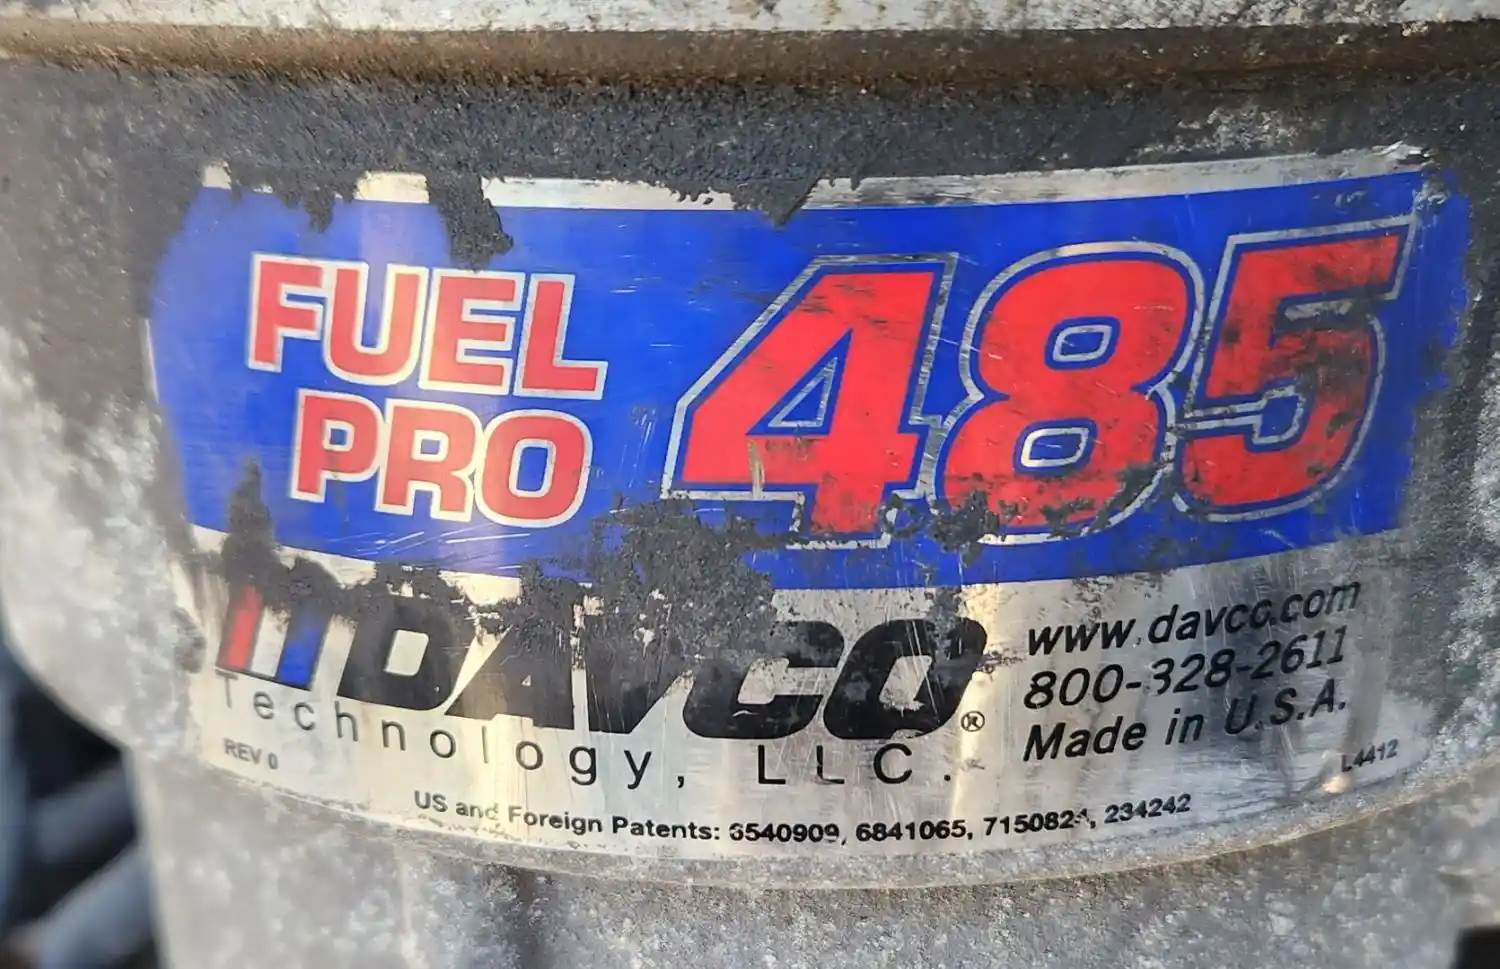 FUEL
PRO
485
DAVCO®
Technology, LLC.
www.davco.com
800-328-2611
Made in U.S.A.
REV 0
L4412
US and Foreign Patents: 6540909, 6841065, 7150824, 234242